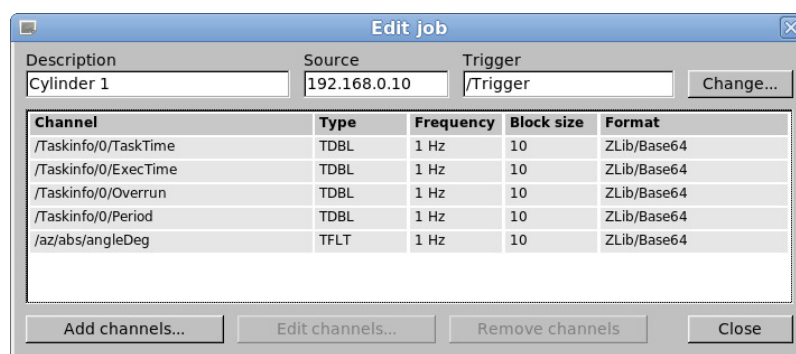 Edit job
Description Source Trigger
Cylinder 1 192.168.0.10 /Trigger Change...
Channel Type Frequency Block size Format
/Taskinfo/0/TaskTime TDBL 1 Hz 10 ZLib/Base64
/Taskinfo/0/ExecTime TDBL 1 Hz 10 ZLib/Base64
/Taskinfo/0/Overrun TDBL 1 Hz 10 ZLib/Base64
/Taskinfo/0/Period TDBL 1 Hz 10 ZLib/Base64
/az/abs/angleDeg TFLT 1 Hz 10 ZLib/Base64
Add channels... Edit channels... Remove channels Close